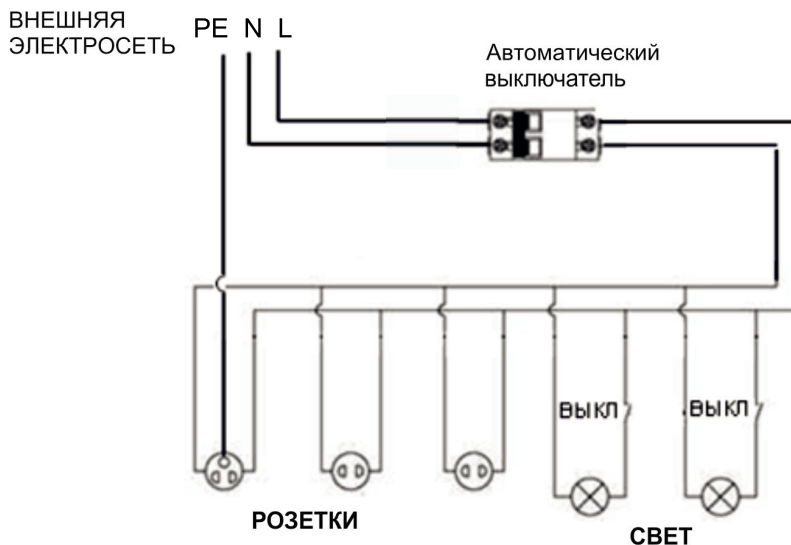 ВНЕШНЯЯ
ЭЛЕКТРОСЕТЬ
PE N L
Автоматический
выключатель
ВЫКЛ
ВЫКЛ
РОЗЕТКИ
СВЕТ